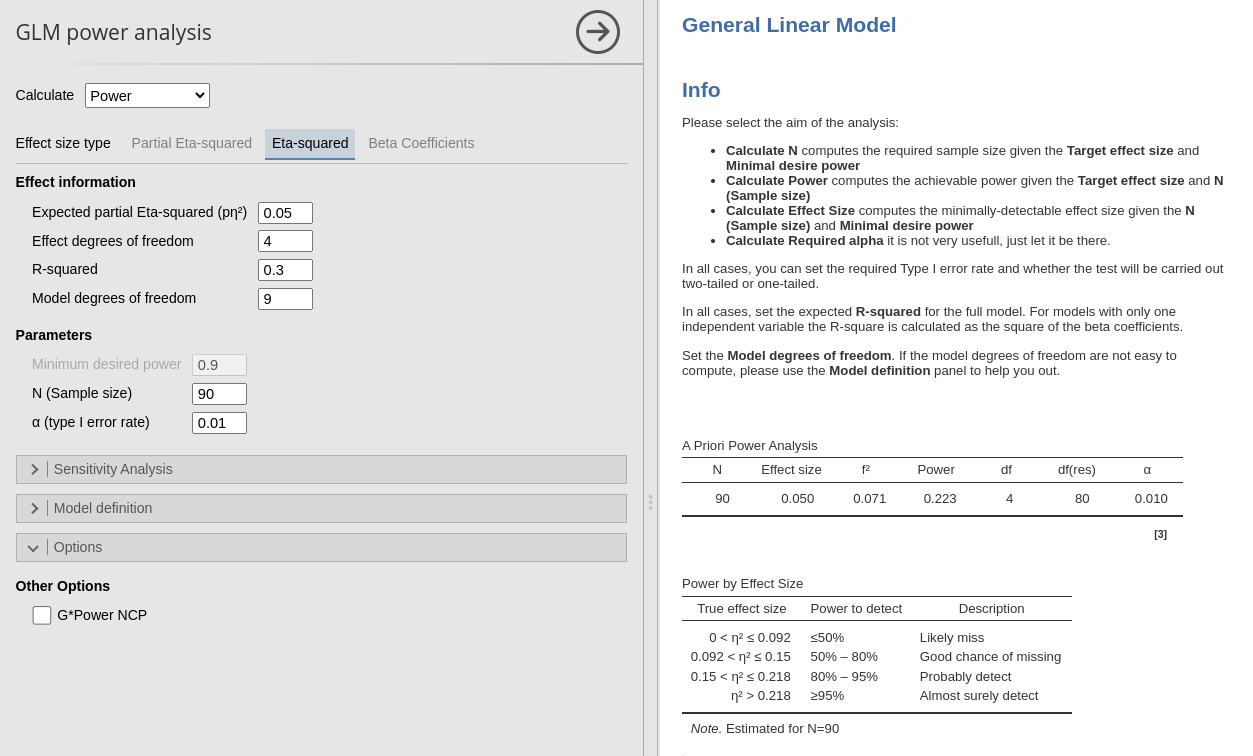 GLM power analysis
Calculate Power
Effect size type Partial Eta-squared Eta-squared Beta Coefficients
Effect information
Expected partial Eta-squared (pη²) 0.05
Effect degrees of freedom 4
R-squared 0.3
Model degrees of freedom 9
Parameters
Minimum desired power 0.9
N (Sample size) 90
α (type I error rate) 0.01
Sensitivity Analysis
Model definition
Options
Other Options
G*Power NCP
General Linear Model
Info
Please select the aim of the analysis:
• Calculate N computes the required sample size given the Target effect size and
Minimal desire power
• Calculate Power computes the achievable power given the Target effect size and N
(Sample size)
• Calculate Effect Size computes the minimally-detectable effect size given the N
(Sample size) and Minimal desire power
• Calculate Required alpha it is not very usefull, just let it be there.
In all cases, you can set the required Type I error rate and whether the test will be carried out
two-tailed or one-tailed.
In all cases, set the expected R-squared for the full model. For models with only one
independent variable the R-square is calculated as the square of the beta coefficients.
Set the Model degrees of freedom. If the model degrees of freedom are not easy to
compute, please use the Model definition panel to help you out.
A Priori Power Analysis
N Effect size f² Power df df(res) α
90 0.050 0.071 0.223 4 80 0.010
[3]
Power by Effect Size
True effect size Power to detect Description
0 < η² ≤ 0.092 ≤50% Likely miss
0.092 < η² ≤ 0.15 50% – 80% Good chance of missing
0.15 < η² ≤ 0.218 80% – 95% Probably detect
η² > 0.218 ≥95% Almost surely detect
Note. Estimated for N=90